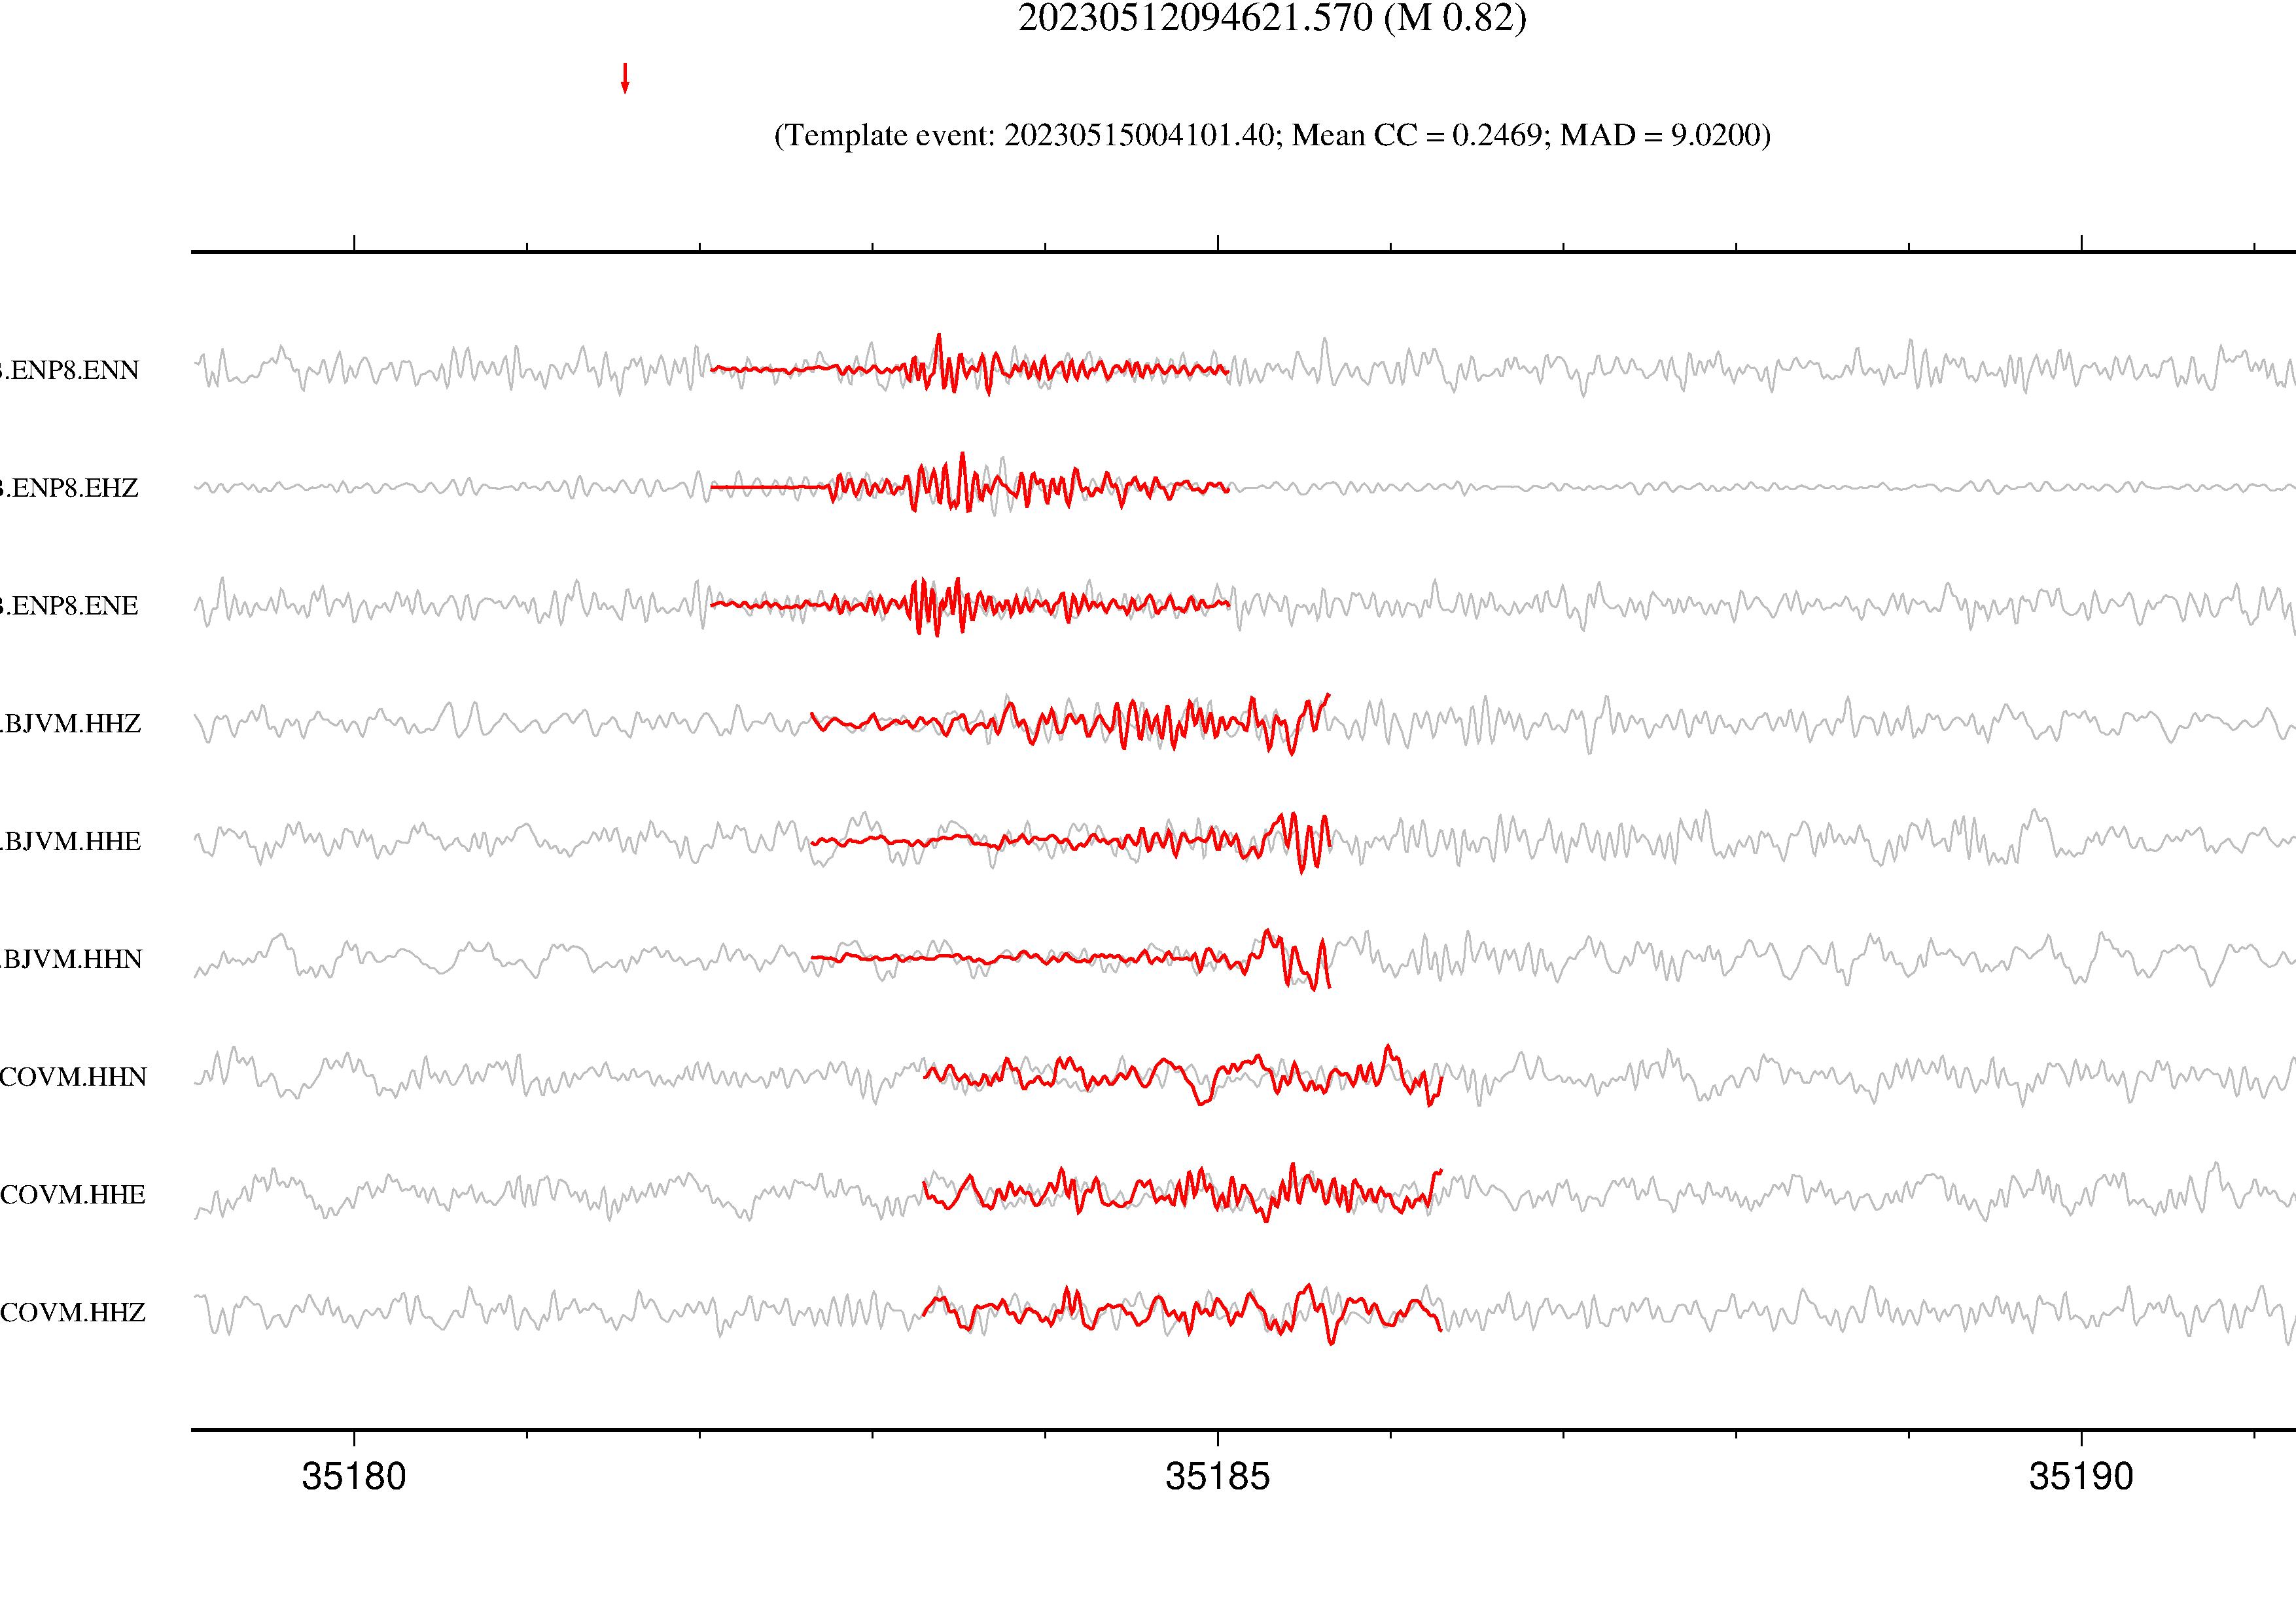 20230512094621.570 (M 0.82)
(Template event: 20230515004101.40; Mean CC = 0.2469; MAD = 9.0200)
.ENP8.ENN
.ENP8.EHZ
.ENP8.ENE
.BJVM.HHZ
.BJVM.HHE
.BJVM.HHN
COVM.HHN
COVM.HHE
COVM.HHZ
35180 35185 35190